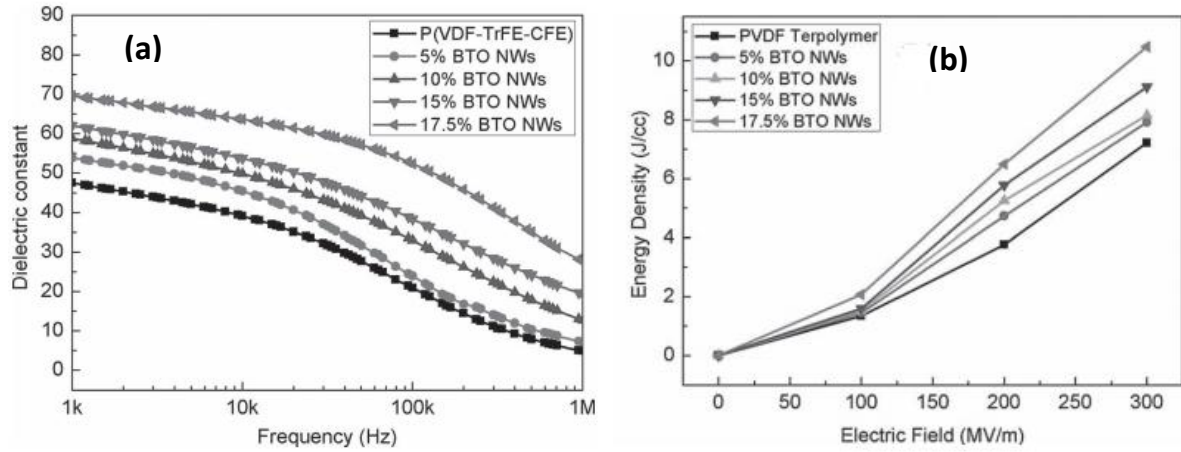 (a)
P(VDF-TrFE-CFE)
5% BTO NWs
10% BTO NWs
15% BTO NWs
17.5% BTO NWs
Dielectric constant
90
80
70
60
50
40
30
20
10
0
1k
10k
100k
1M
Frequency (Hz)
(b)
PVDF Terpolymer
5% BTO NWs
10% BTO NWs
15% BTO NWs
17.5% BTO NWs
Energy Density (J/cc)
10
8
6
4
2
0
0
50
100
150
200
250
300
Electric Field (MV/m)